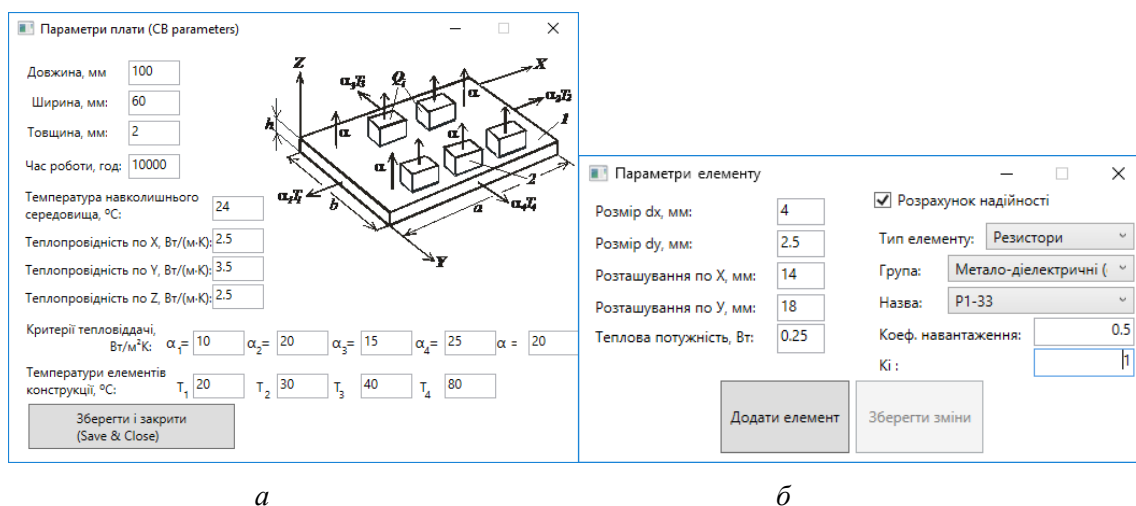 Параметри плати (CB parameters)
Довжина, мм 100
Ширина, мм: 60
Товщина, мм: 2
Час роботи, год: 10000
Температура навколишнього
середовища, ºC: 24
Теплопровідність по X, Вт/(м·К): 2.5
Теплопровідність по Y, Вт/(м·К): 3.5
Теплопровідність по Z, Вт/(м·К): 2.5
Критерії тепловіддачі,
Вт/м²К: α1= 10 α2= 20 α3= 15 α4= 25 α = 20
Температури елементів
конструкції, ºC: T1 20 T2 30 T3 40 T4 80
Зберегти і закрити
(Save & Close)
Z
X
Qi
α3T3
α
α2T2
h
α
α
1
α
α1T1
b
2
a
α4T4
Y
Параметри елементу
Розмір dx, мм: 4
Розмір dy, мм: 2.5
Розташування по X, мм: 14
Розташування по У, мм: 18
Теплова потужність, Вт: 0.25
Розрахунок надійності
Тип елементу: Резистори
Група: Метало-діелектричні (
Назва: Р1-33
Коеф. навантаження: 0.5
Кі : 1
Додати елемент
Зберегти зміни
а
б